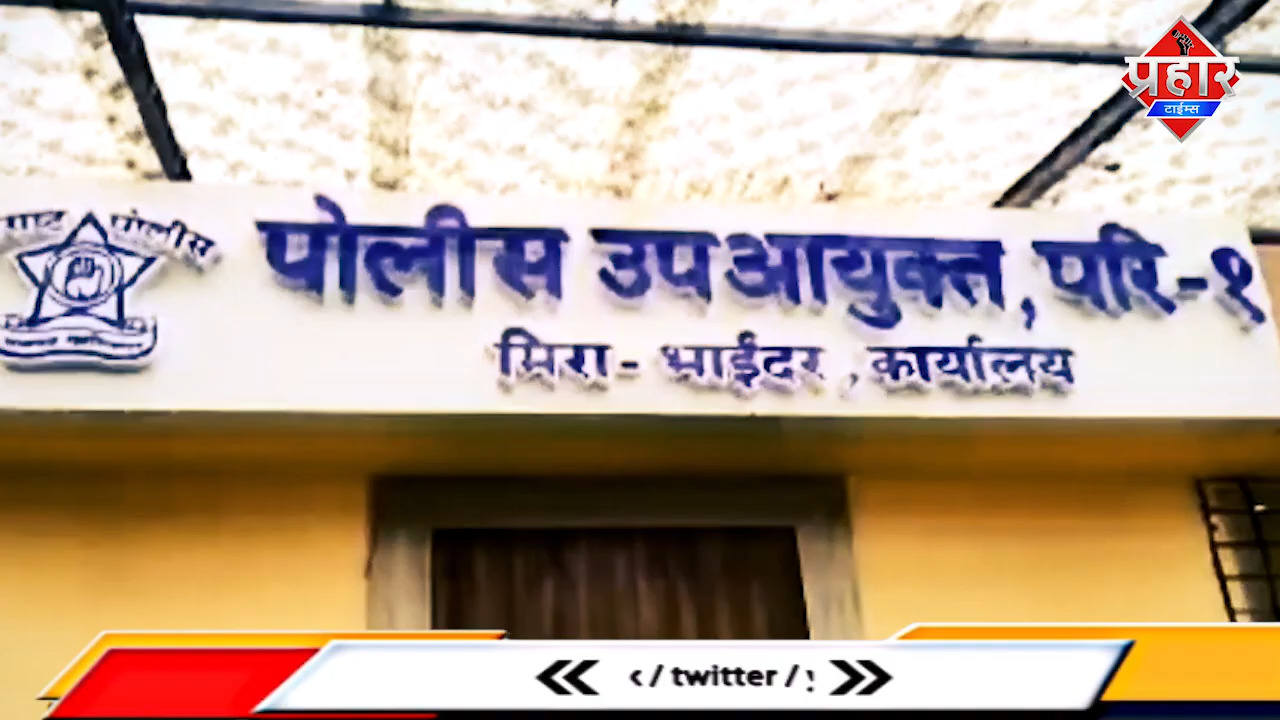 प्रहार
टाईम्स
पोलीस
पोलीस उपआयुक्त, परि-१
मिरा-भाईंदर, कार्यालय
/ twitter /